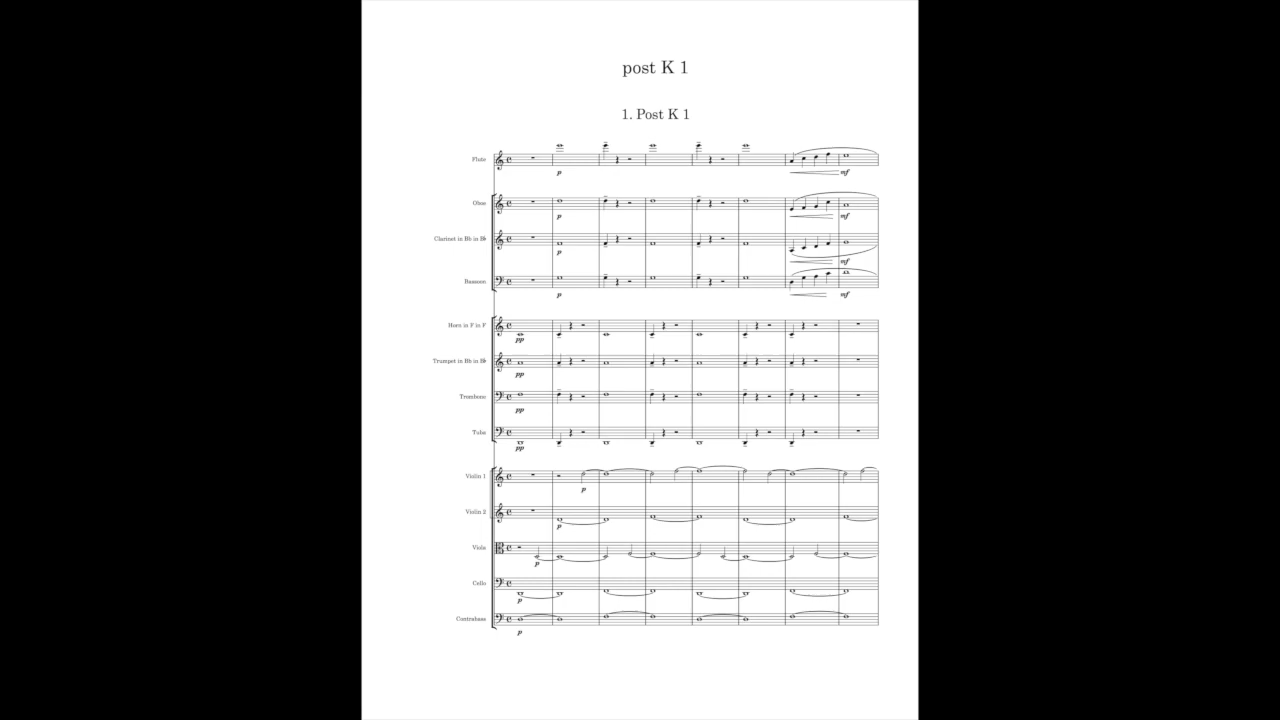 post K 1
1. Post K 1
Flute
p
mf
Oboe
p
mf
Clarinet in Bb in B♭
p
mf
Bassoon
p
mf
Horn in F in F
pp
Trumpet in Bb in B♭
pp
Trombone
pp
Tuba
pp
Violin 1
p
Violin 2
p
Viola
p
Cello
p
Contrabass
p